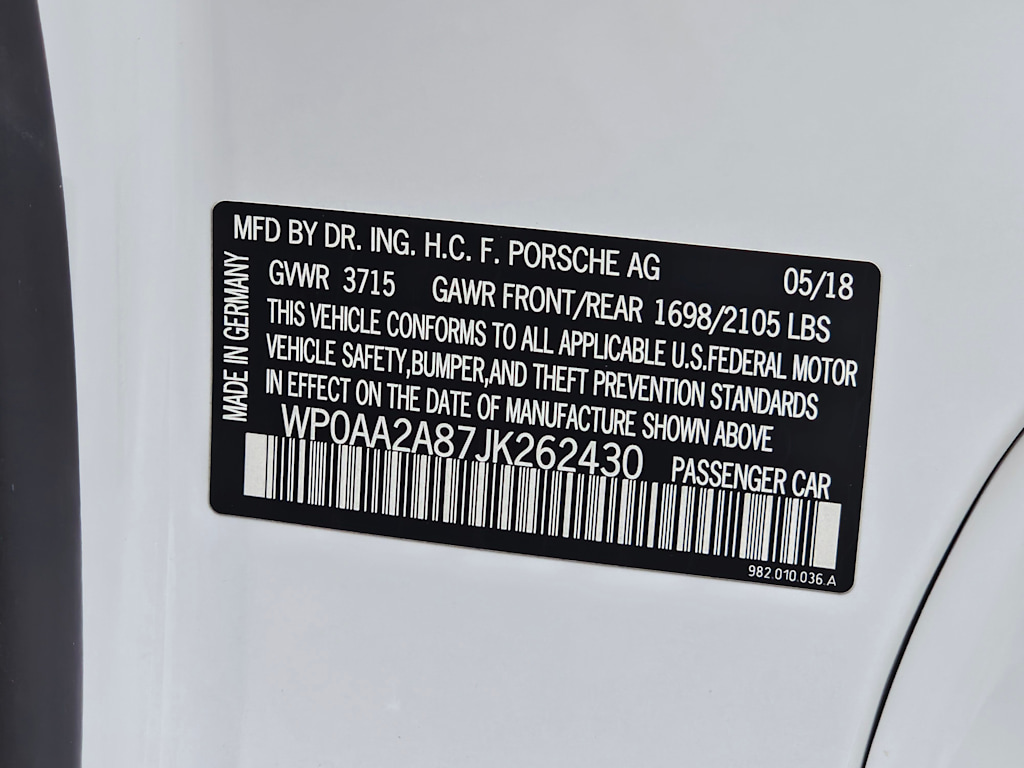 MFD BY DR. ING. H.C. F. PORSCHE AG 05/18
GVWR 3715 GAWR FRONT/REAR 1698/2105 LBS
THIS VEHICLE CONFORMS TO ALL APPLICABLE U.S.FEDERAL MOTOR
VEHICLE SAFETY,BUMPER,AND THEFT PREVENTION STANDARDS
IN EFFECT ON THE DATE OF MANUFACTURE SHOWN ABOVE
WP0AA2A87JK262430 PASSENGER CAR
982.010.036.A
MADE IN GERMANY